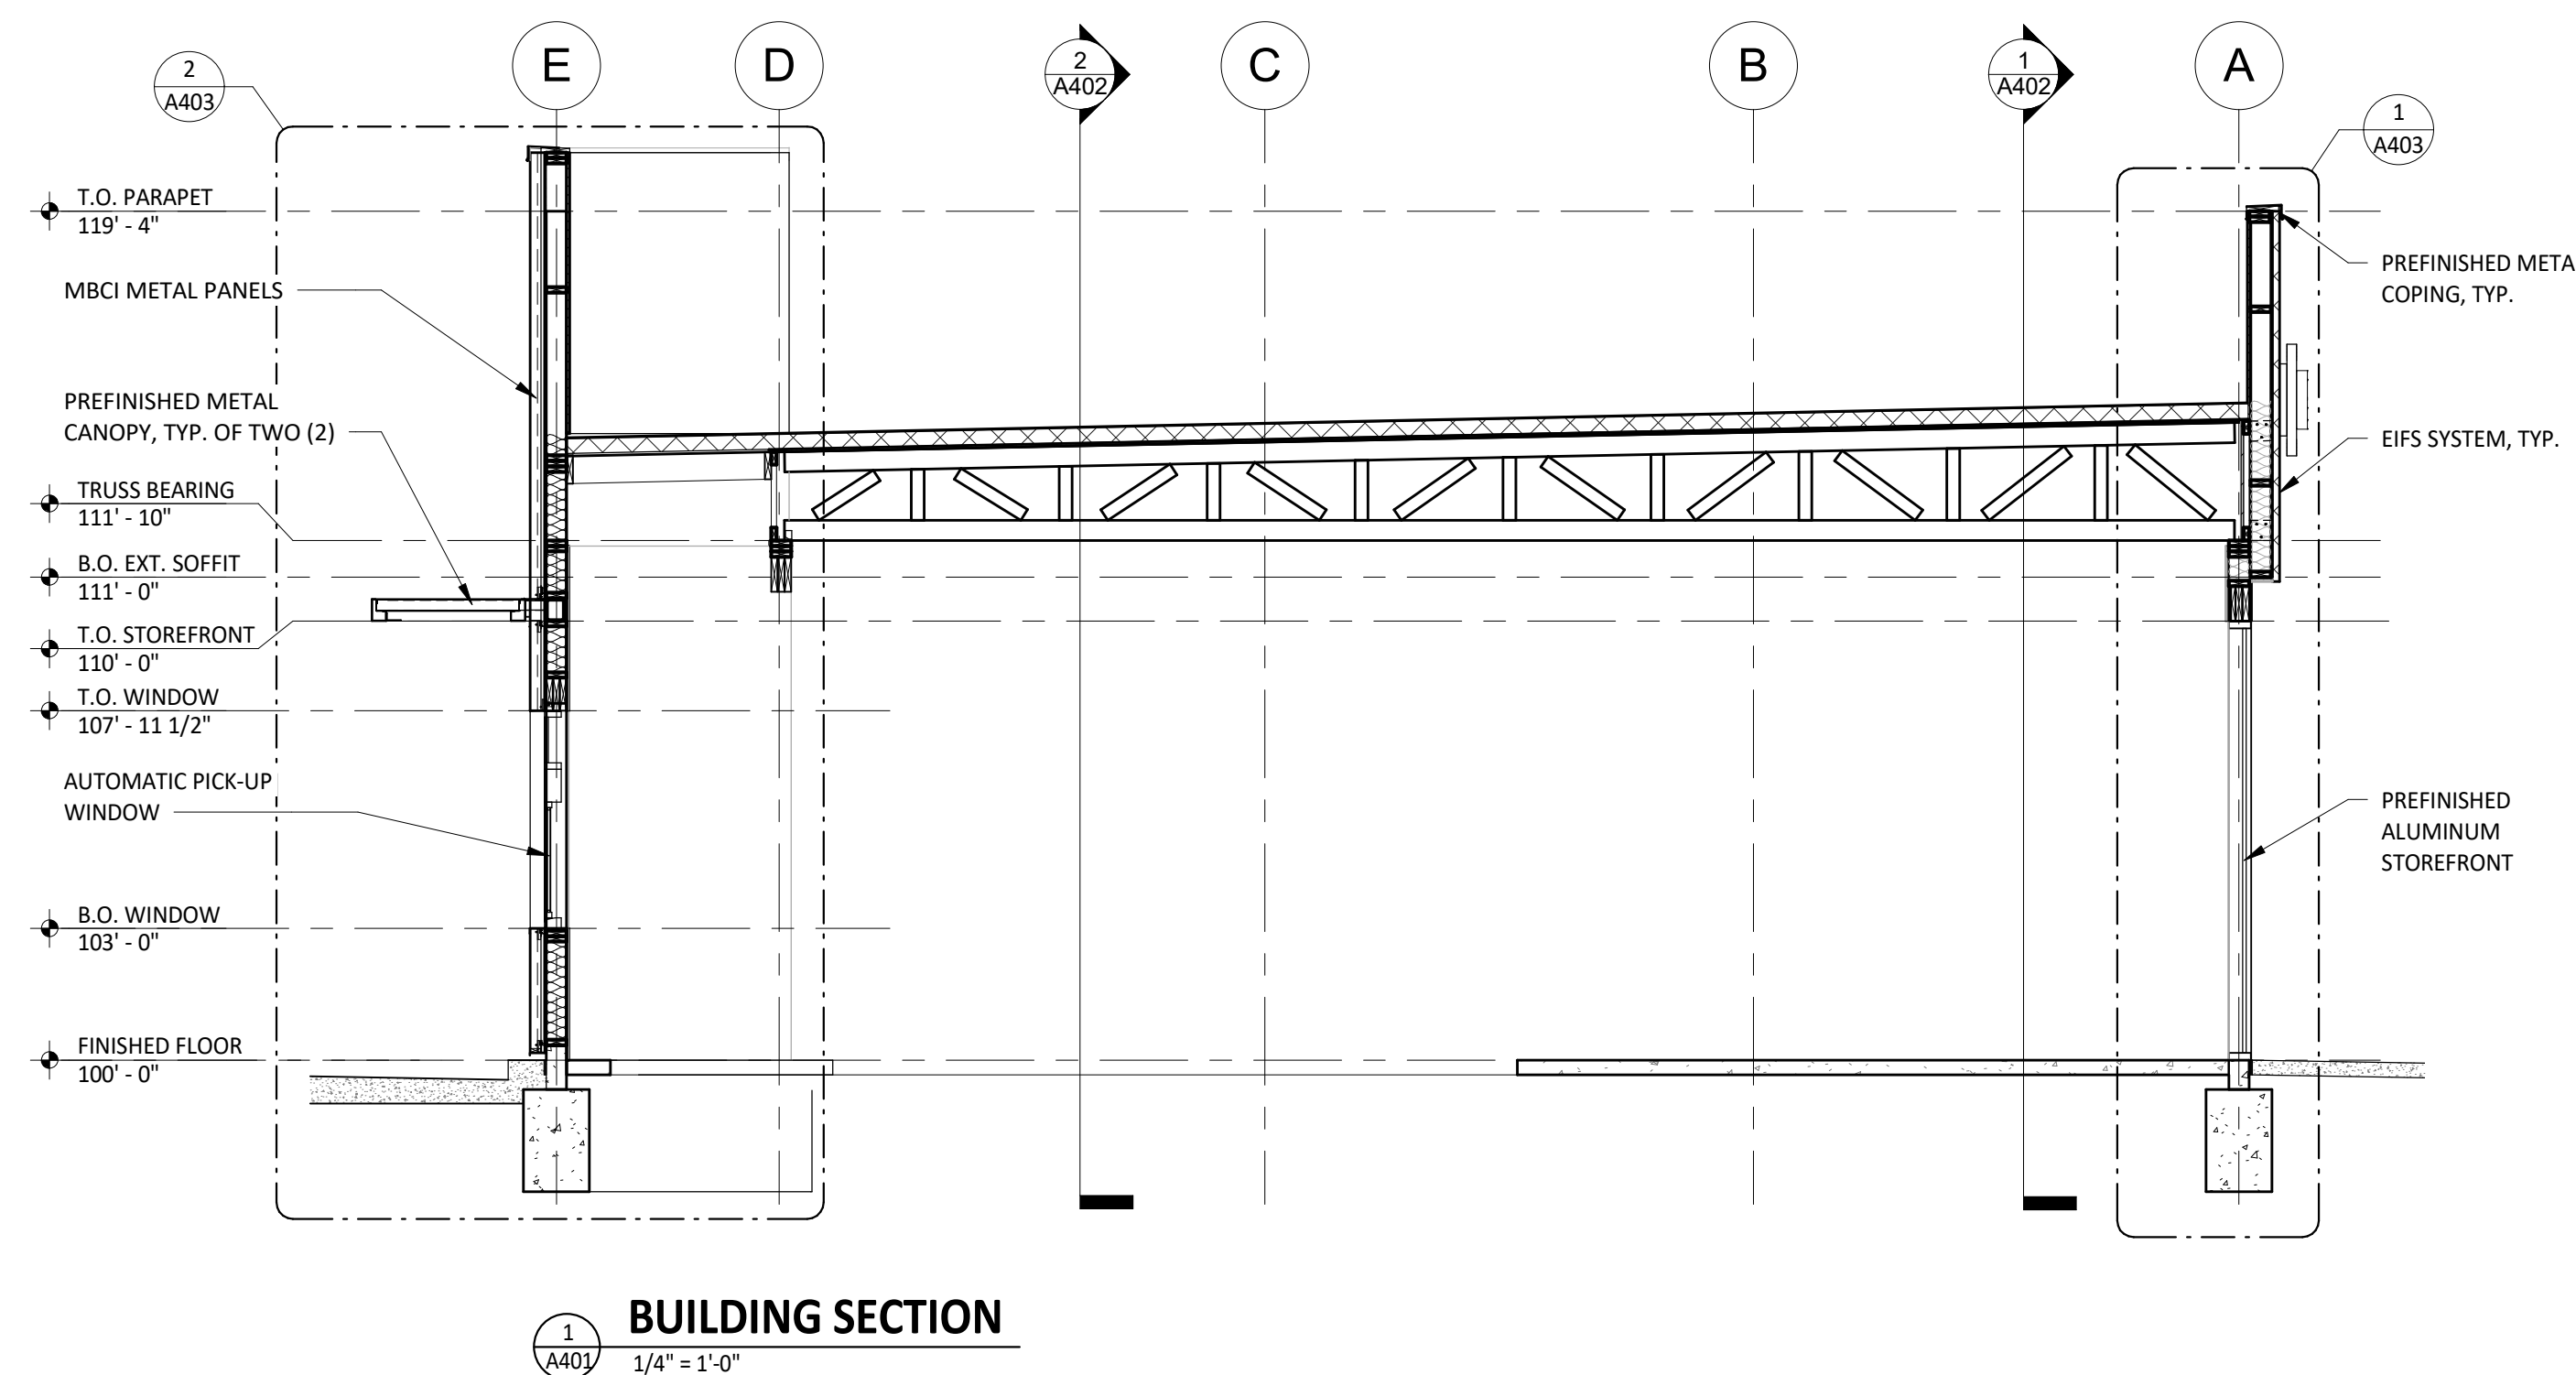 2
A403
E
D
2
A402
C
B
1
A402
A
1
A403
T.O. PARAPET
119' - 4"
MBCI METAL PANELS
PREFINISHED METAL
CANOPY, TYP. OF TWO (2)
TRUSS BEARING
111' - 10"
B.O. EXT. SOFFIT
111' - 0"
T.O. STOREFRONT
110' - 0"
T.O. WINDOW
107' - 11 1/2"
AUTOMATIC PICK-UP
WINDOW
B.O. WINDOW
103' - 0"
FINISHED FLOOR
100' - 0"
PREFINISHED META
COPING, TYP.
EIFS SYSTEM, TYP.
PREFINISHED
ALUMINUM
STOREFRONT
1
A401
BUILDING SECTION
1/4" = 1'-0"